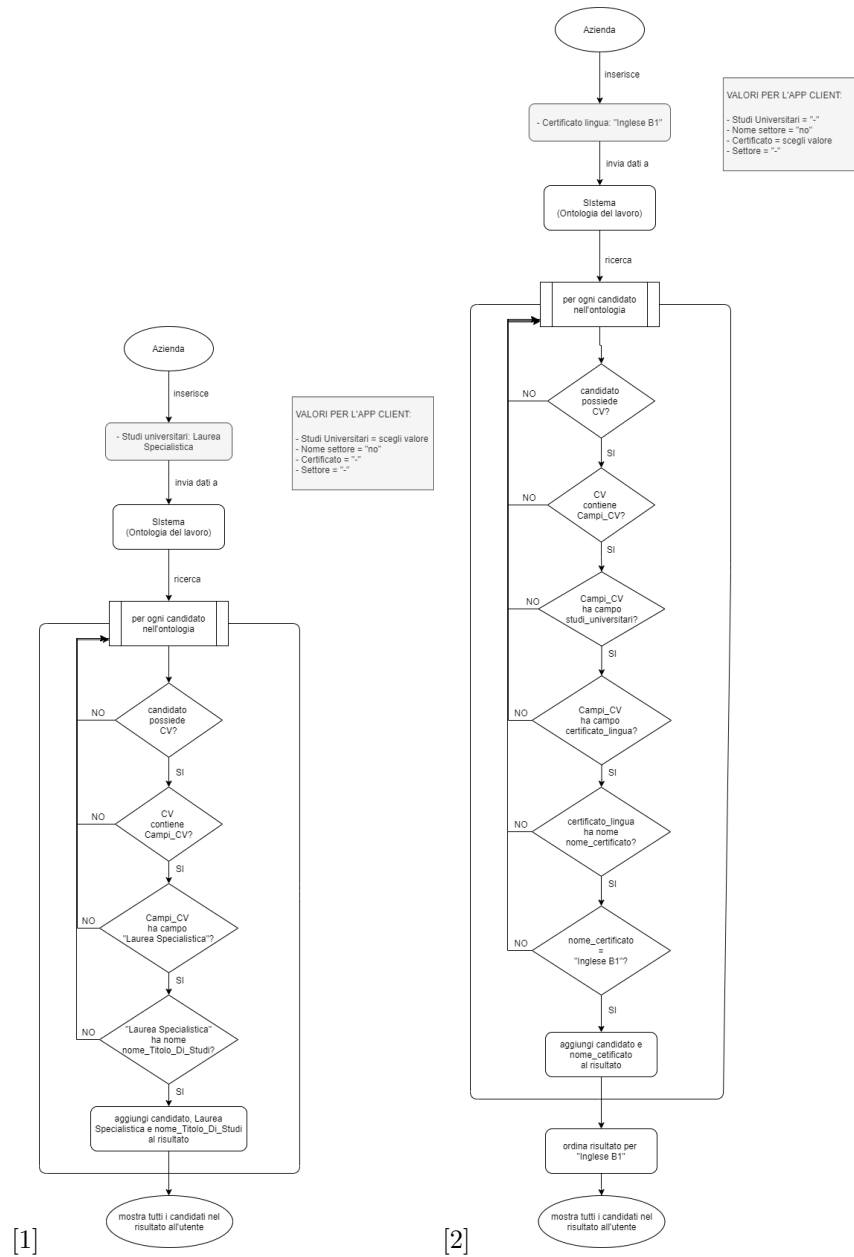 Azienda
inserisce
- Studi universitari: Laurea
Specialistica
VALORI PER L'APP CLIENT:
- Studi Universitari = scegli valore
- Nome settore = "no"
- Certificato = "-"
- Settore = "-"
invia dati a
SIstema
(Ontologia del lavoro)
ricerca
per ogni candidato
nell'ontologia
candidato
possiede
CV?
NO
SI
CV
contiene
Campi_CV?
NO
SI
Campi_CV
ha campo
"Laurea Specialistica"?
NO
SI
"Laurea Specialistica"
ha nome
nome_Titolo_Di_Studi?
NO
SI
aggiungi candidato, Laurea
Specialistica e nome_Titolo_Di_Studi
al risultato
mostra tutti i candidati nel
risultato all'utente
[1]
Azienda
inserisce
- Certificato lingua: "Inglese B1"
VALORI PER L'APP CLIENT:
- Studi Universitari = "-"
- Nome settore = "no"
- Certificato = scegli valore
- Settore = "-"
invia dati a
SIstema
(Ontologia del lavoro)
ricerca
per ogni candidato
nell'ontologia
candidato
possiede
CV?
NO
SI
CV
contiene
Campi_CV?
NO
SI
Campi_CV
ha campo
studi_universitari?
NO
SI
Campi_CV
ha campo
certificato_lingua?
NO
SI
certificato_lingua
ha nome
nome_certificato?
NO
SI
nome_certificato
=
"Inglese B1"?
NO
SI
aggiungi candidato e
nome_cetificato
al risultato
ordina risultato per
"Inglese B1"
mostra tutti i candidati nel
risultato all'utente
[2]